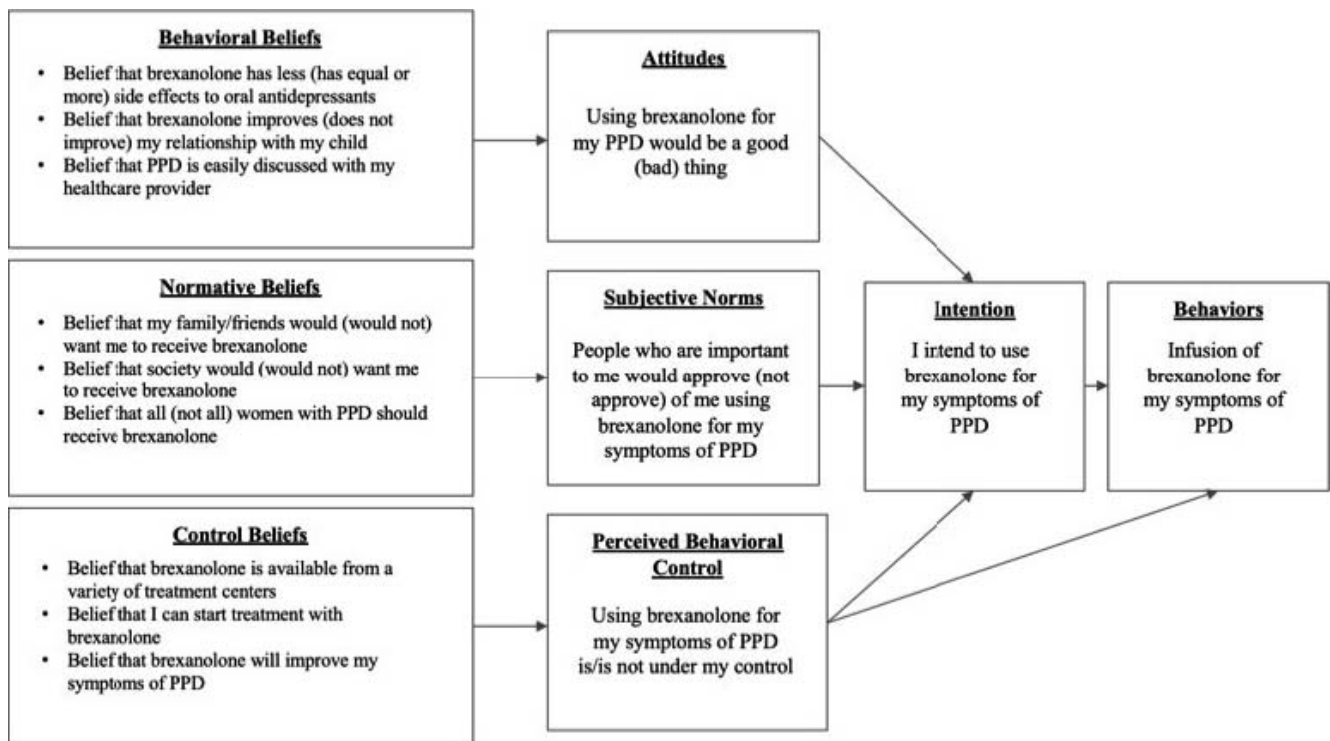 Behavioral Beliefs
• Belief that brexanolone has less (has equal or
more) side effects to oral antidepressants
• Belief that brexanolone improves (does not
improve) my relationship with my child
• Belief that PPD is easily discussed with my
healthcare provider
Attitudes
Using brexanolone for
my PPD would be a good
(bad) thing
Normative Beliefs
• Belief that my family/friends would (would not)
want me to receive brexanolone
• Belief that society would (would not) want me
to receive brexanolone
• Belief that all (not all) women with PPD should
receive brexanolone
Subjective Norms
People who are important
to me would approve (not
approve) of me using
brexanolone for my
symptoms of PPD
Intention
I intend to use
brexanolone for
my symptoms of
PPD
Behaviors
Infusion of
brexanolone for
my symptoms of
PPD
Control Beliefs
• Belief that brexanolone is available from a
variety of treatment centers
• Belief that I can start treatment with
brexanolone
• Belief that brexanolone will improve my
symptoms of PPD
Perceived Behavioral
Control
Using brexanolone for
my symptoms of PPD
is/is not under my control